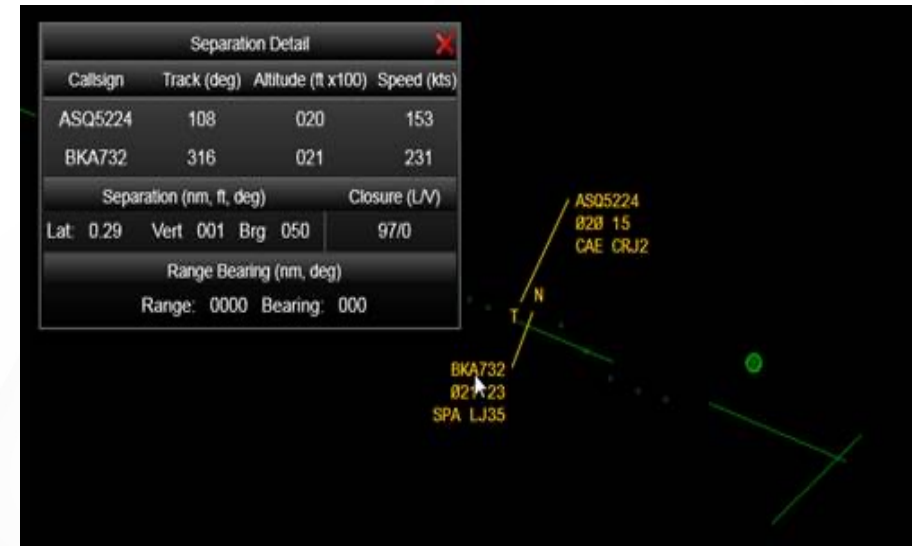 Separation Detail X
Callsign Track (deg) Altitude (ft x100) Speed (kts)
ASQ5224 108 020 153
BKA732 316 021 231
Separation (nm, ft, deg) Closure (L/V)
Lat: 0.29 Vert 001 Brg 050 97/0
Range Bearing (nm, deg)
Range: 0000 Bearing: 000
ASQ5224
020 15
CAE CRJ2
N
T
BKA732
021 23
SPA LJ35